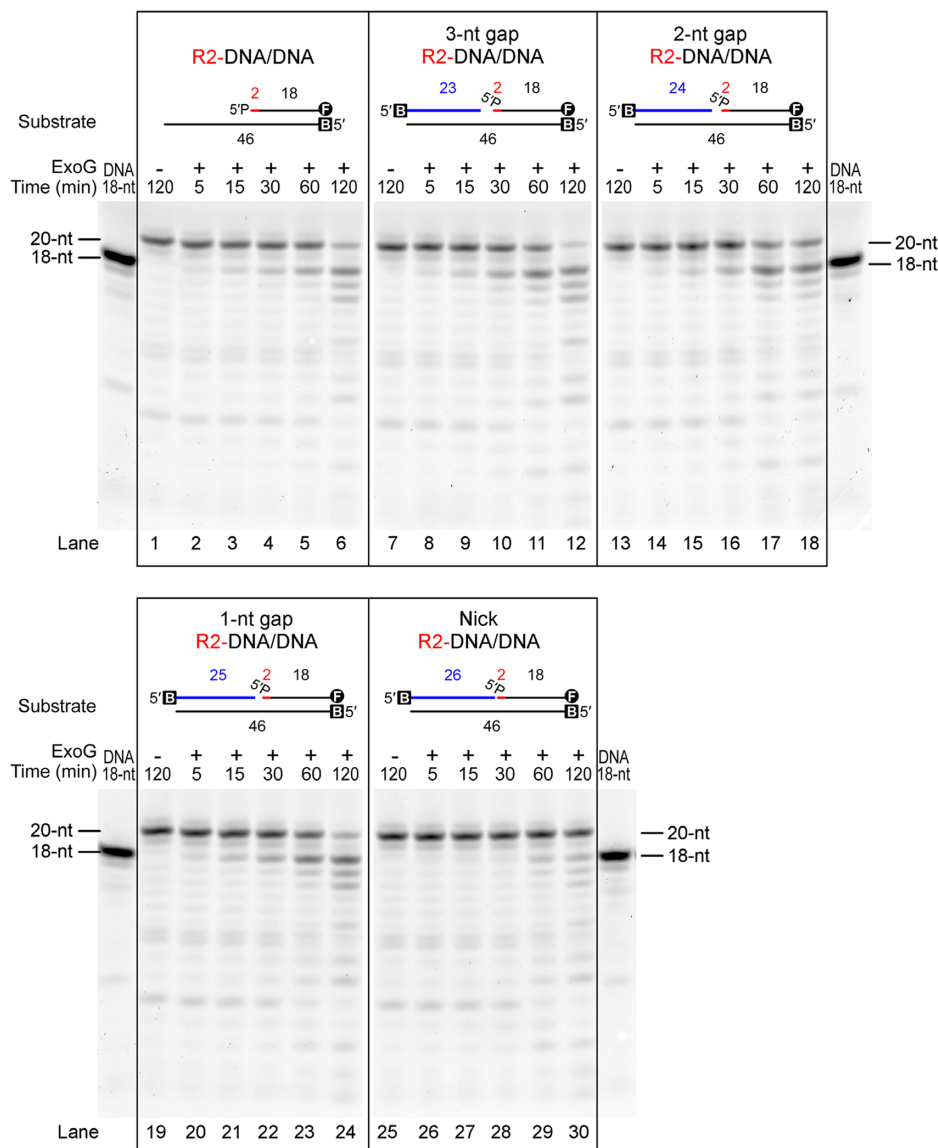 R2-DNA/DNA
3-nt gap
R2-DNA/DNA
2-nt gap
R2-DNA/DNA
Substrate
5'P 2 18 F
B 5'
46
23 2 18
5' B 5'P F
B 5'
46
24 2 18
5' B 5'P F
B 5'
46
ExoG DNA - + + + + + - + + + + + - + + + + + DNA
Time (min) 18-nt 120 5 15 30 60 120 120 5 15 30 60 120 120 5 15 30 60 120 18-nt
20-nt 20-nt
18-nt 18-nt
Lane 1 2 3 4 5 6 7 8 9 10 11 12 13 14 15 16 17 18
1-nt gap
R2-DNA/DNA
Nick
R2-DNA/DNA
Substrate
25 2 18
5' B 5'P F
B 5'
46
26 2 18
5' B 5'P F
B 5'
46
ExoG DNA - + + + + + - + + + + + DNA
Time (min) 18-nt 120 5 15 30 60 120 120 5 15 30 60 120 18-nt
20-nt 20-nt
18-nt 18-nt
Lane 19 20 21 22 23 24 25 26 27 28 29 30